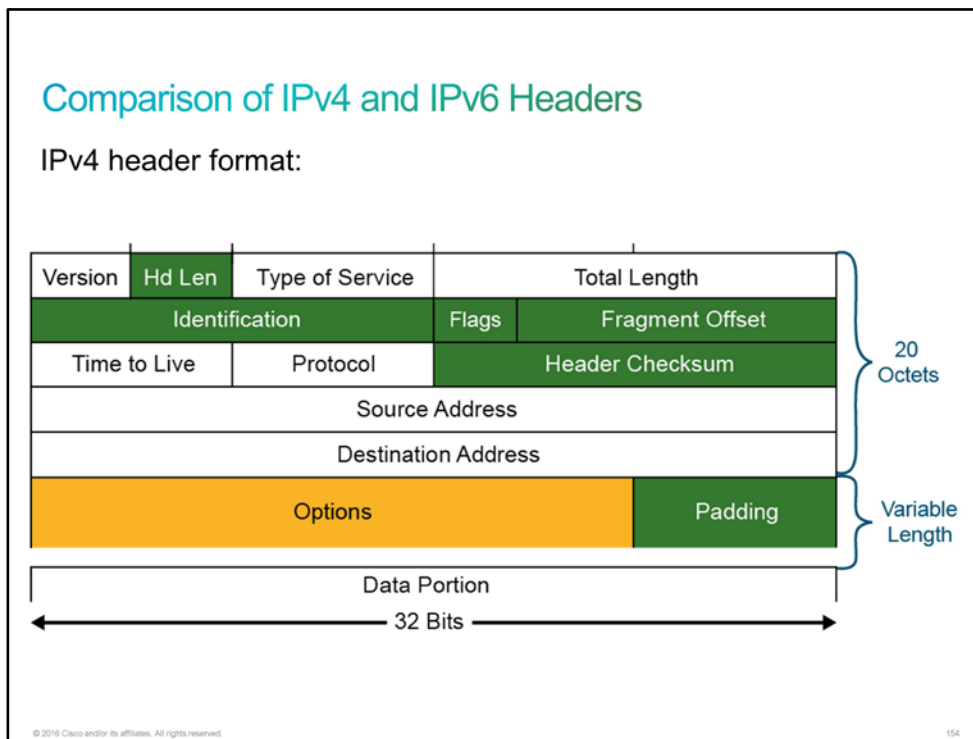 Comparison of IPv4 and IPv6 Headers
IPv4 header format:
Version Hd Len Type of Service Total Length
Identification Flags Fragment Offset
Time to Live Protocol Header Checksum
Source Address
Destination Address
20
Octets
Options Padding
Variable
Length
Data Portion
32 Bits
© 2016 Cisco and/or its affiliates. All rights reserved.
154